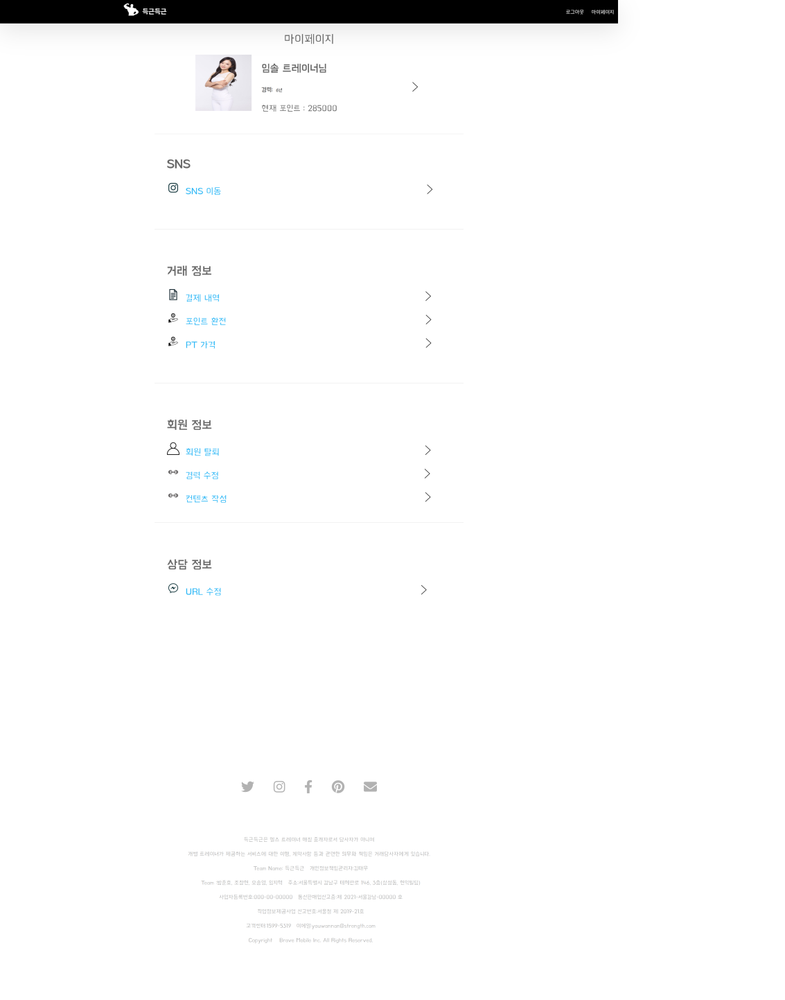 득근득근 로그아웃 마이페이지
마이페이지
임솔 트레이너님
경력: 6년
현재 포인트 : 285000
SNS
SNS 이동
거래 정보
결제 내역
포인트 환전
PT 가격
회원 정보
회원 탈퇴
경력 수정
컨텐츠 작성
상담 정보
URL 수정
득근득근은 헬스 트레이너 매칭 중개자로서 당사자가 아니며
개별 트레이너가 제공하는 서비스에 대한 이행, 계약사항 등과 관련한 의무와 책임은 거래당사자에게 있습니다.
Team Name: 득근득근 개인정보책임관리자:김태우
주소:서울특별시 강남구 테헤란로 146, 3층(삼성동, 현익빌딩)
사업자등록번호:000-00-00000 통신판매업신고증:제 2021-서울강남-00000 호
직업정보제공사업 신고번호:서울청 제 2019-21호
고객센터:1599-5319 이메일:youwannan@strength.com
Copyright Brave Mobile Inc. All Rights Reserved.